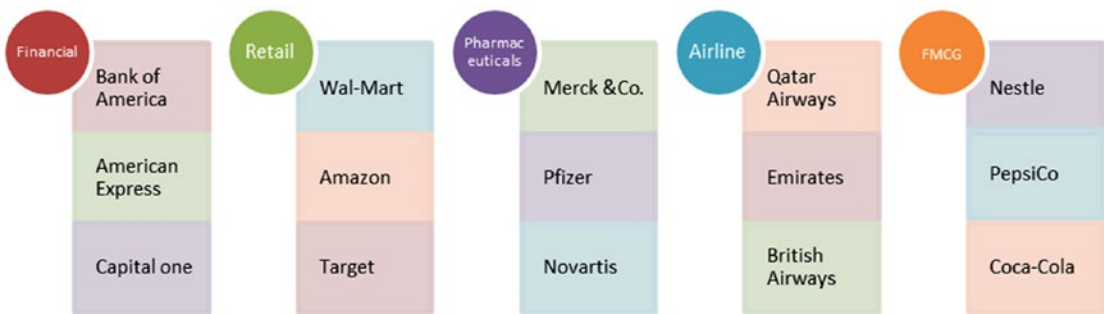 Financial
Bank of
America
American
Express
Capital one
Retail
Wal-Mart
Amazon
Target
Pharmac
euticals
Merck &Co.
Pfizer
Novartis
Airline
Qatar
Airways
Emirates
British
Airways
FMCG
Nestle
PepsiCo
Coca-Cola